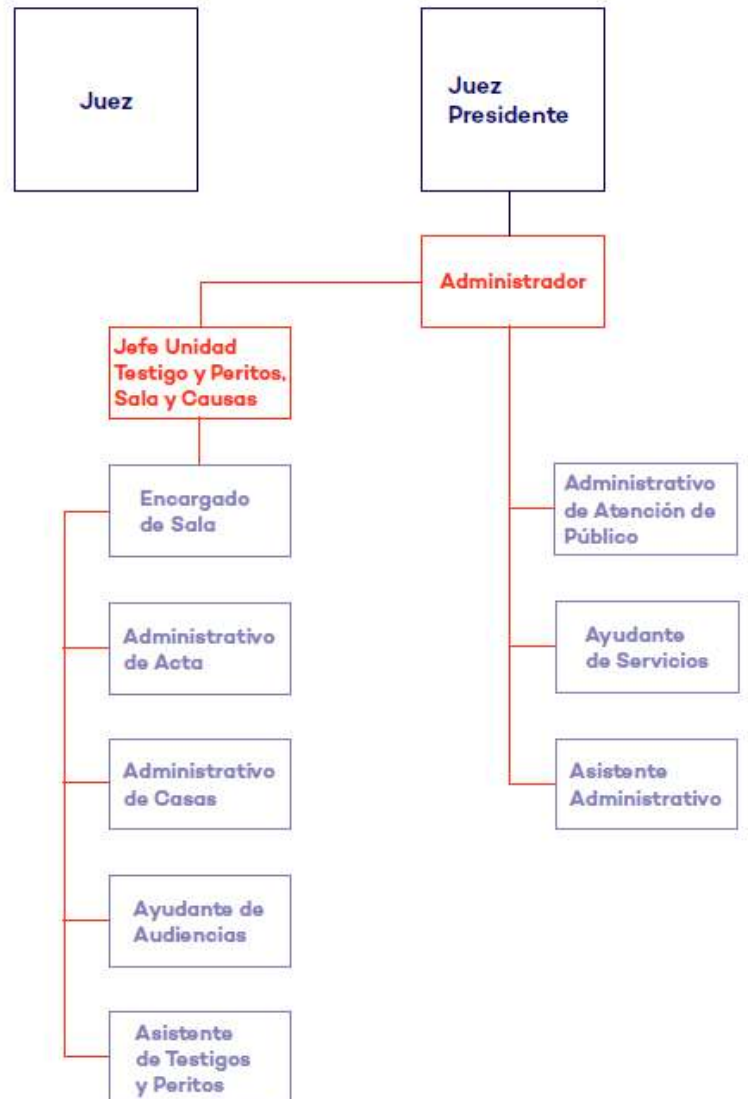 Juez
Juez
Presidente
Administrador
Jefe Unidad
Testigo y Peritos,
Sala y Causas
Encargado
de Sala
Administrativo
de Atención de
Público
Administrativo
de Acta
Ayudante
de Servicios
Administrativo
de Casas
Asistente
Administrativo
Ayudante de
Audiencias
Asistente
de Testigos
y Peritos